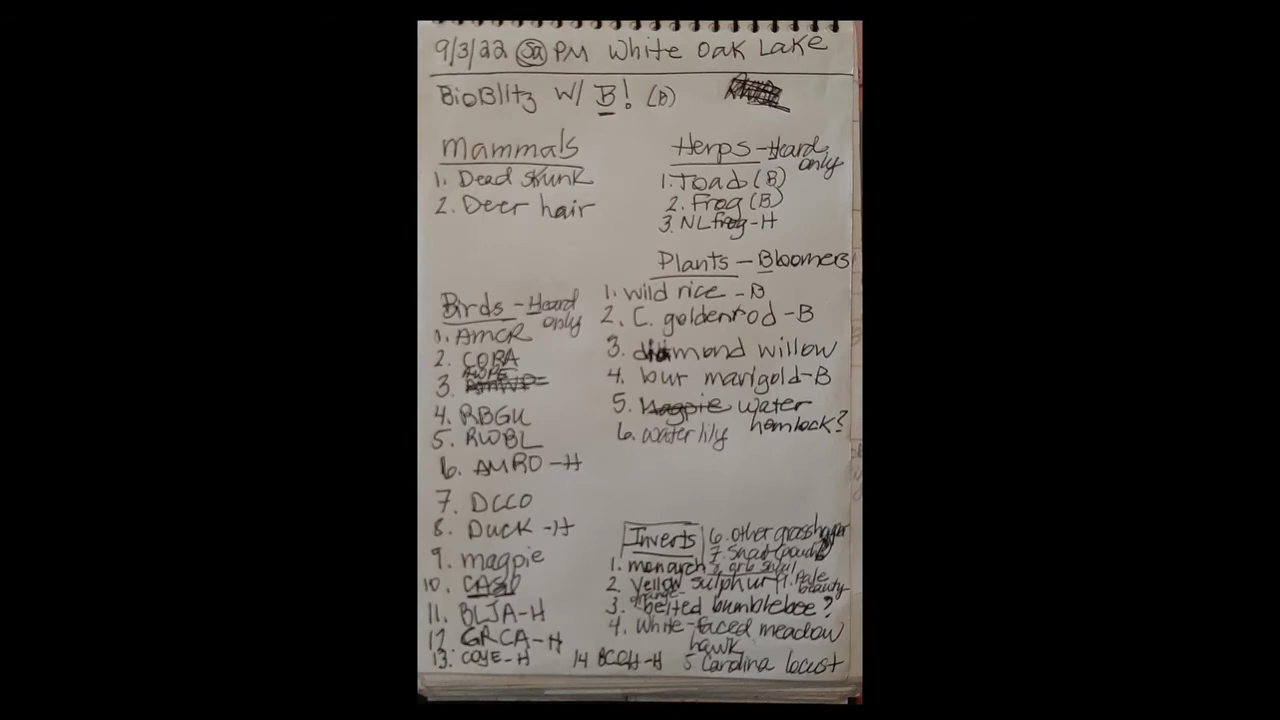 9/3/22 Sa PM White Oak Lake
BioBlitz W/ B! (B)
Mammals
1. Dead skunk
2. Deer hair
Herps - Heard only
1. Toad (B)
2. Frog (B)
3. NL frog - H
Plants - Bloomers
1. wild rice - B
2. C. goldenrod - B
3. diamond willow
4. bur marigold - B
5. Magpie water
hemlock?
6. water lily
Birds - Heard
only
1. AMCR
2. CORA
3. AWPE
4. RBGU
5. RWBL
6. AMRO - H
7. DCCO
8. Duck - H
9. magpie
10.
11. BLJA - H
12. GRCA - H
13. COYE - H
14 BCCH - H
Inverts
1. monarch
2. Yellow sulphur
orange-
3. belted bumblebee?
4. White-faced meadow
hawk
5. Carolina locust
6. Other grasshopper
7. Snail
Pale
beauty